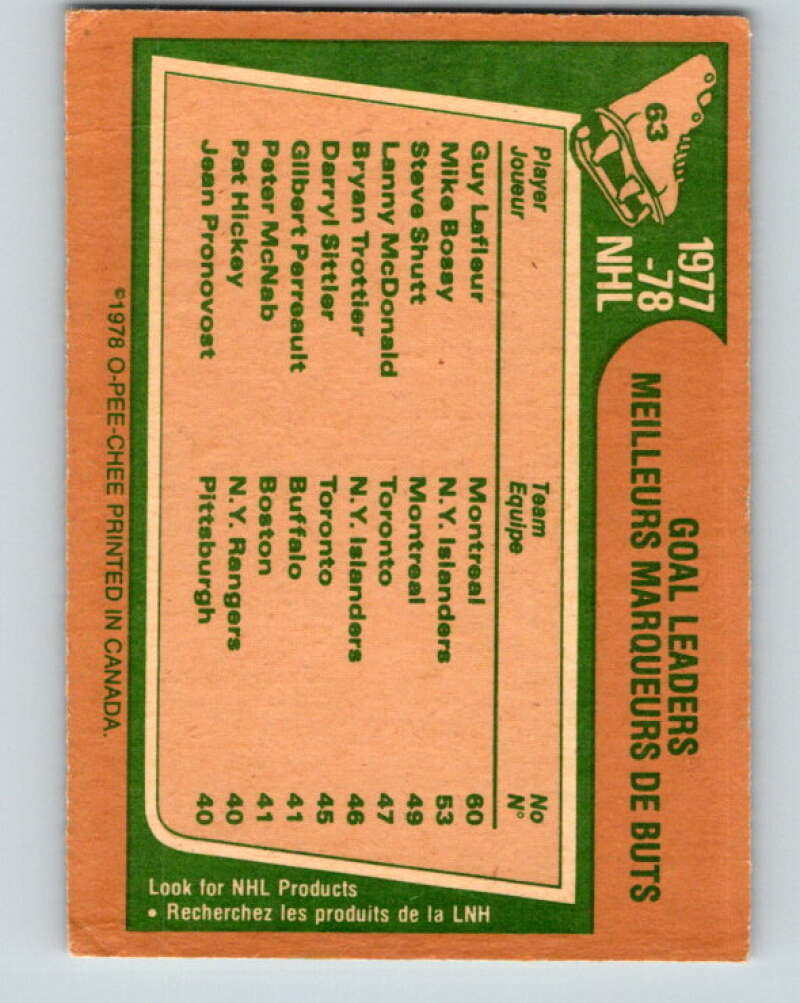 63
1977
-78
NHL
GOAL LEADERS
MEILLEURS MARQUEURS DE BUTS
Player Team No
Joueur Equipe N°
Guy Lafleur Montreal 60
Mike Bossy N.Y. Islanders 53
Steve Shutt Montreal 49
Lanny McDonald Toronto 47
Bryan Trottier N.Y. Islanders 46
Darryl Sittler Toronto 45
Gilbert Perreault Buffalo 41
Peter McNab Boston 41
Pat Hickey N.Y. Rangers 40
Jean Pronovost Pittsburgh 40
©1978 O-PEE-CHEE PRINTED IN CANADA.
Look for NHL Products
• Recherchez les produits de la LNH